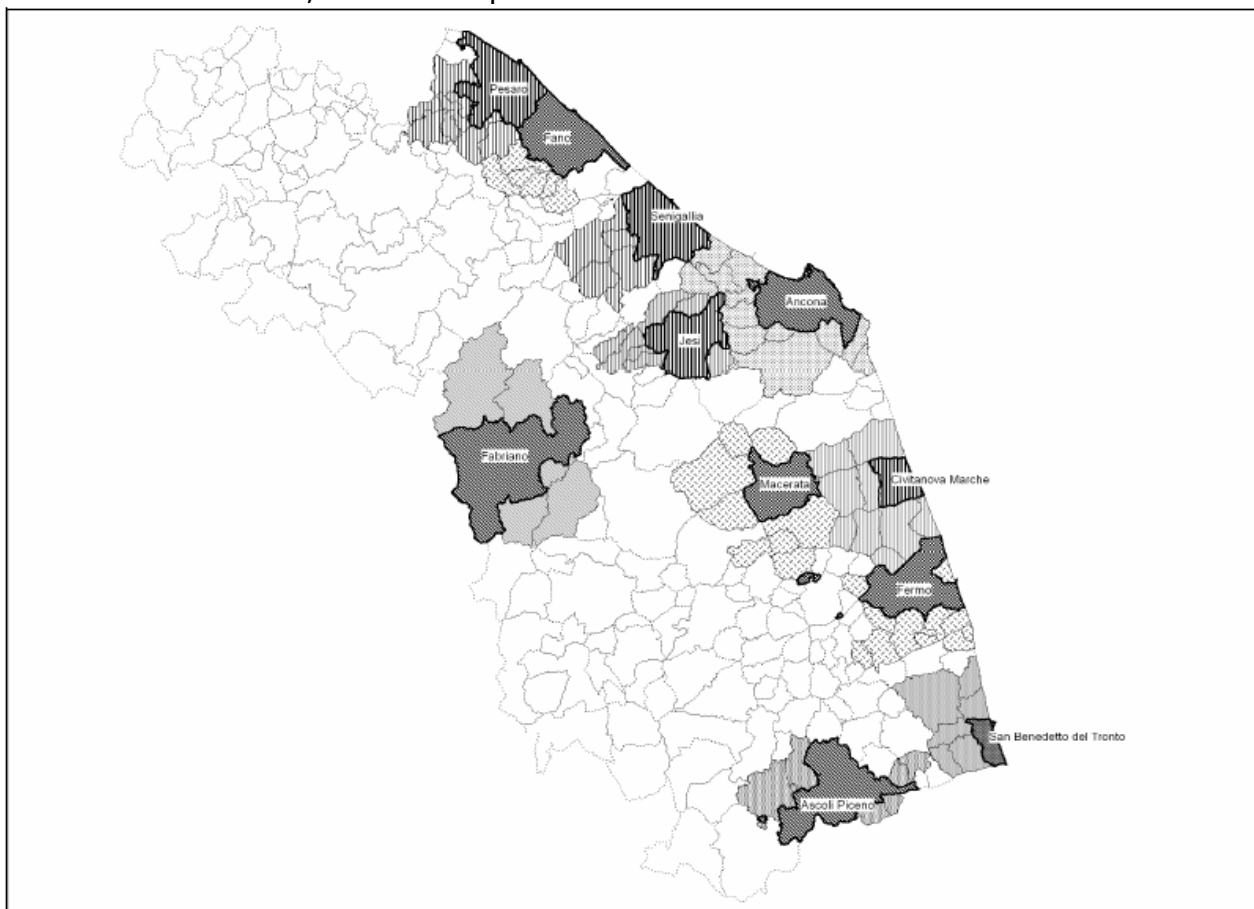 Pesaro
Fano
Senigallia
Ancona
Jesi
Fabriano
Macerata
Civitanova Marche
Fermo
San Benedetto del Tronto
Ascoli Piceno